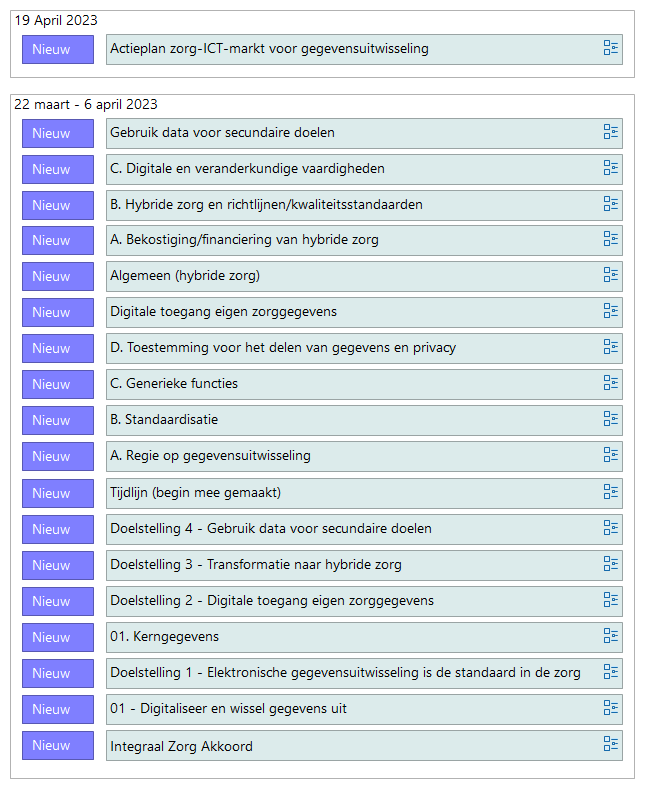 19 April 2023
Nieuw Actieplan zorg-ICT-markt voor gegevensuitwisseling
22 maart - 6 april 2023
Nieuw Gebruik data voor secundaire doelen
Nieuw C. Digitale en veranderkundige vaardigheden
Nieuw B. Hybride zorg en richtlijnen/kwaliteitsstandaarden
Nieuw A. Bekostiging/financiering van hybride zorg
Nieuw Algemeen (hybride zorg)
Nieuw Digitale toegang eigen zorggegevens
Nieuw D. Toestemming voor het delen van gegevens en privacy
Nieuw C. Generieke functies
Nieuw B. Standaardisatie
Nieuw A. Regie op gegevensuitwisseling
Nieuw Tijdlijn (begin mee gemaakt)
Nieuw Doelstelling 4 - Gebruik data voor secundaire doelen
Nieuw Doelstelling 3 - Transformatie naar hybride zorg
Nieuw Doelstelling 2 - Digitale toegang eigen zorggegevens
Nieuw 01. Kerngegevens
Nieuw Doelstelling 1 - Elektronische gegevensuitwisseling is de standaard in de zorg
Nieuw 01 - Digitaliseer en wissel gegevens uit
Nieuw Integraal Zorg Akkoord